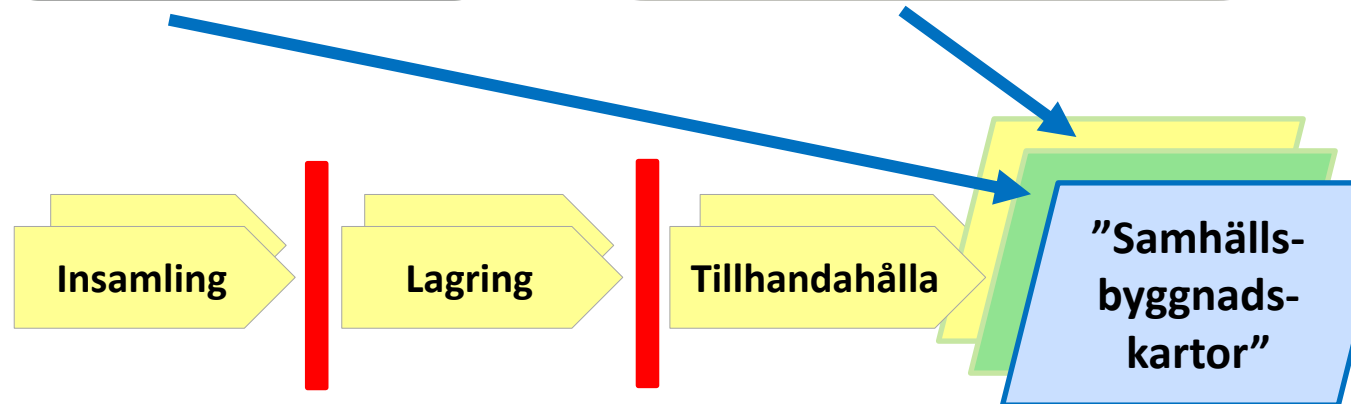 Insamling
Lagring
Tillhandahålla
”Samhälls-
byggnads-
kartor”